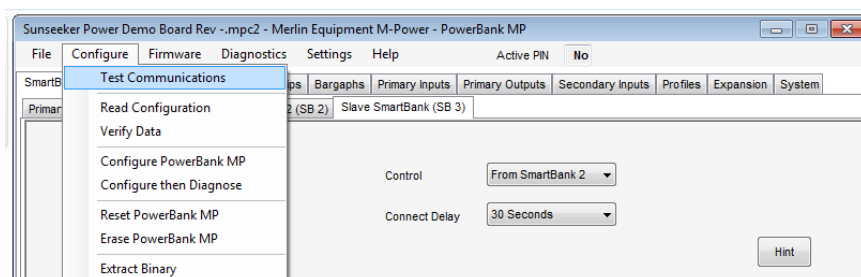 Sunseeker Power Demo Board Rev -.mpc2 - Merlin Equipment M-Power - PowerBank MP
File Configure Firmware Diagnostics Settings Help Active PIN No
SmartB ips Bargaphs Primary Inputs Primary Outputs Secondary Inputs Profiles Expansion System
Primar 2 (SB 2) Slave SmartBank (SB 3)
Test Communications
Read Configuration
Verify Data
Configure PowerBank MP
Configure then Diagnose
Reset PowerBank MP
Erase PowerBank MP
Extract Binary
Control From SmartBank 2
Connect Delay 30 Seconds
Hint